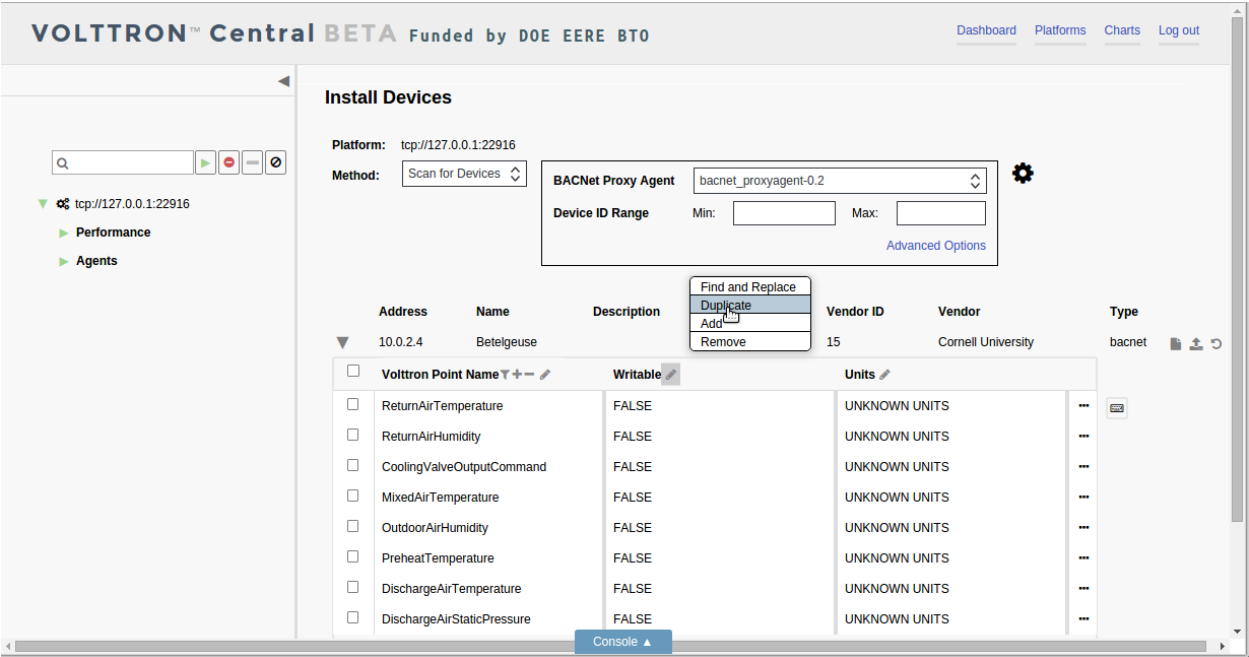 VOLTTRON™ Central BETA Funded by DOE EERE BTO
Dashboard Platforms Charts Log out
Install Devices
Platform: tcp://127.0.0.1:22916
Method: Scan for Devices
BACNet Proxy Agent bacnet_proxyagent-0.2
Device ID Range Min: Max:
Advanced Options
tcp://127.0.0.1:22916
Performance
Agents
Find and Replace
Duplicate
Add
Remove
Address Name Description Vendor ID Vendor Type
10.0.2.4 Betelgeuse 15 Cornell University bacnet
Volttron Point Name Writable Units
ReturnAirTemperature FALSE UNKNOWN UNITS
ReturnAirHumidity FALSE UNKNOWN UNITS
CoolingValveOutputCommand FALSE UNKNOWN UNITS
MixedAirTemperature FALSE UNKNOWN UNITS
OutdoorAirHumidity FALSE UNKNOWN UNITS
PreheatTemperature FALSE UNKNOWN UNITS
DischargeAirTemperature FALSE UNKNOWN UNITS
DischargeAirStaticPressure FALSE UNKNOWN UNITS
Console ▲